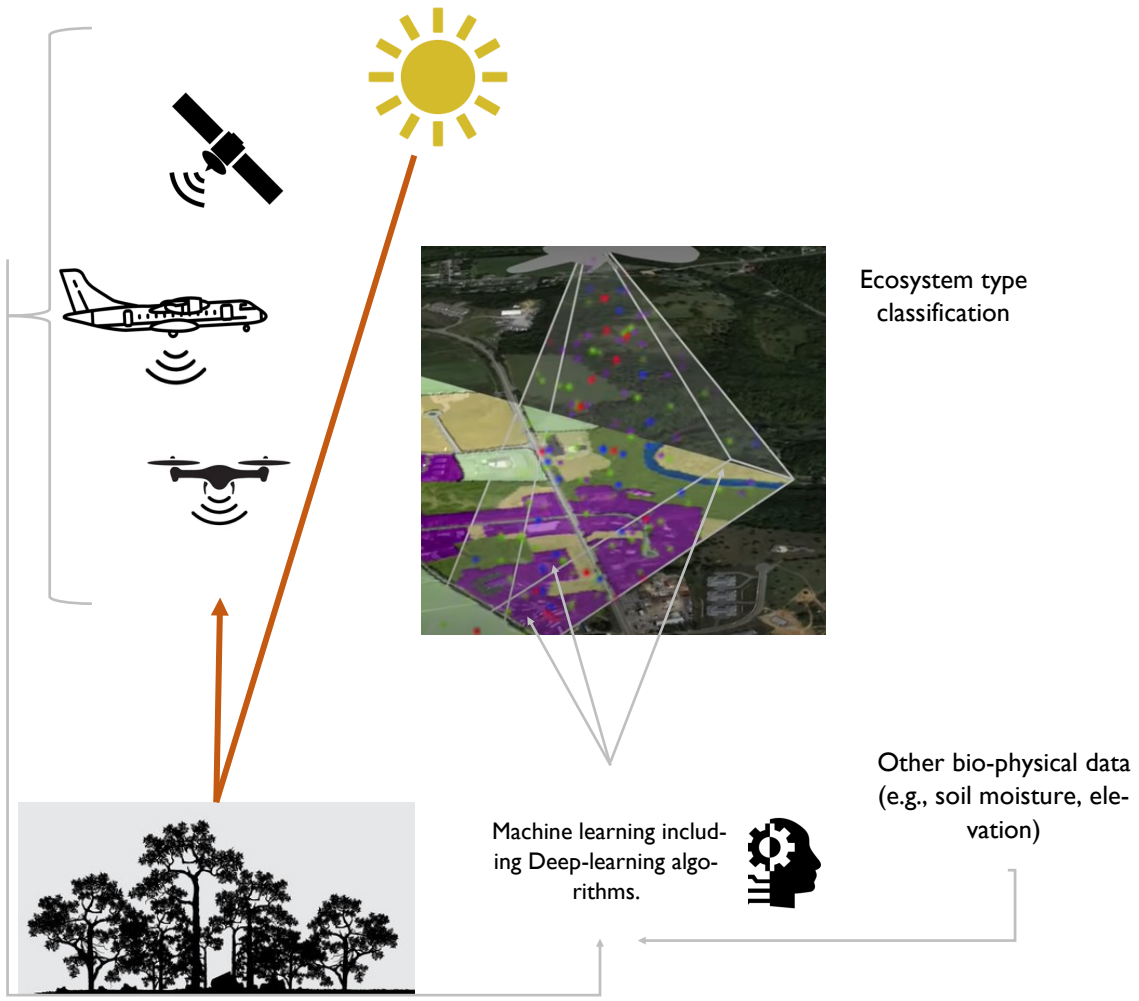 Ecosystem type
classification
Other bio-physical data
(e.g., soil moisture, ele-
vation)
Machine learning includ-
ing Deep-learning algo-
rithms.